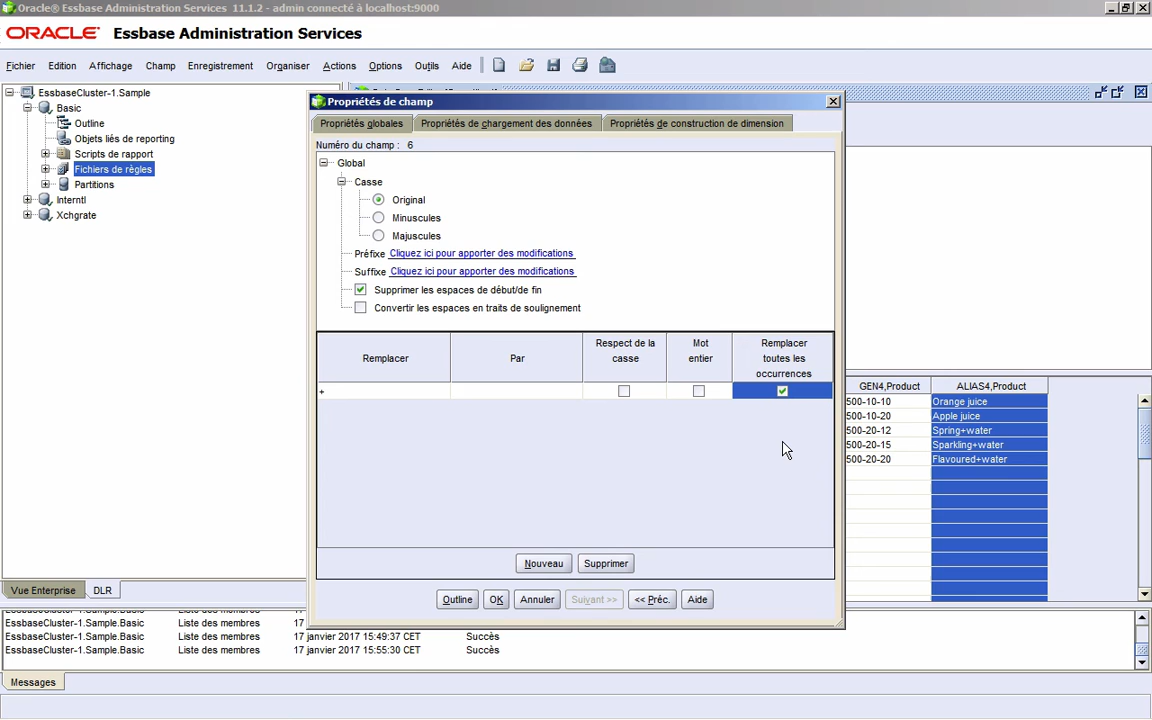 Oracle® Essbase Administration Services 11.1.2 - admin connecté à localhost:9000
ORACLE® Essbase Administration Services
Fichier Edition Affichage Champ Enregistrement Organiser Actions Options Outils Aide
EssbaseCluster-1.Sample
Basic
Outline
Objets liés de reporting
Scripts de rapport
Fichiers de règles
Partitions
Interntl
Xchgrate
Vue Enterprise DLR
Propriétés de champ
Propriétés globales Propriétés de chargement des données Propriétés de construction de dimension
Numéro du champ : 6
Global
Casse
Original
Minuscules
Majuscules
Préfixe Cliquez ici pour apporter des modifications
Suffixe Cliquez ici pour apporter des modifications
Supprimer les espaces de début/de fin
Convertir les espaces en traits de soulignement
Remplacer Par Respect de la casse Mot entier Remplacer toutes les occurrences
+
Nouveau Supprimer
Outline OK Annuler Suivant >> << Préc. Aide
GEN4,Product ALIAS4,Product
500-10-10 Orange juice
500-10-20 Apple juice
500-20-12 Spring+water
500-20-15 Sparkling+water
500-20-20 Flavoured+water
EssbaseCluster-1.Sample.Basic Liste des membres 17 janvier 2017 15:49:37 CET Succès
EssbaseCluster-1.Sample.Basic Liste des membres 17 janvier 2017 15:55:30 CET Succès
Messages